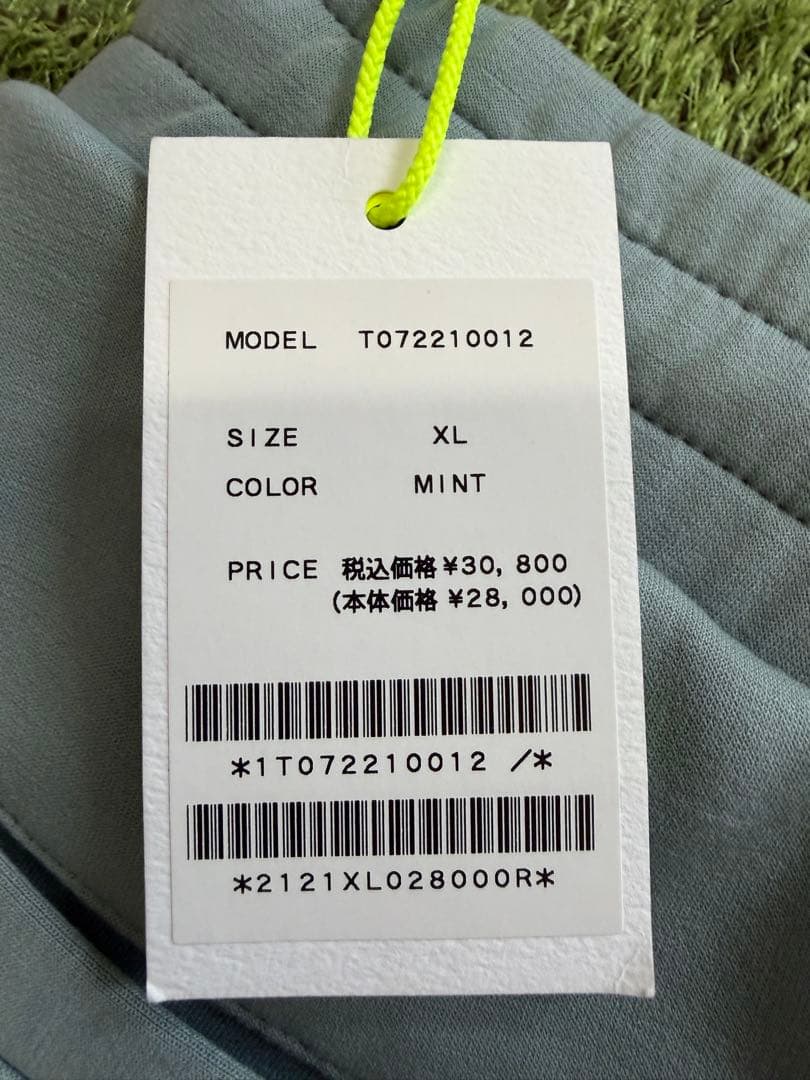 MODEL T072210012
SIZE XL
COLOR MINT
PRICE 税込価格¥30,800
(本体価格 ¥28,000)
*1T072210012 /*
*2121XL028000R*